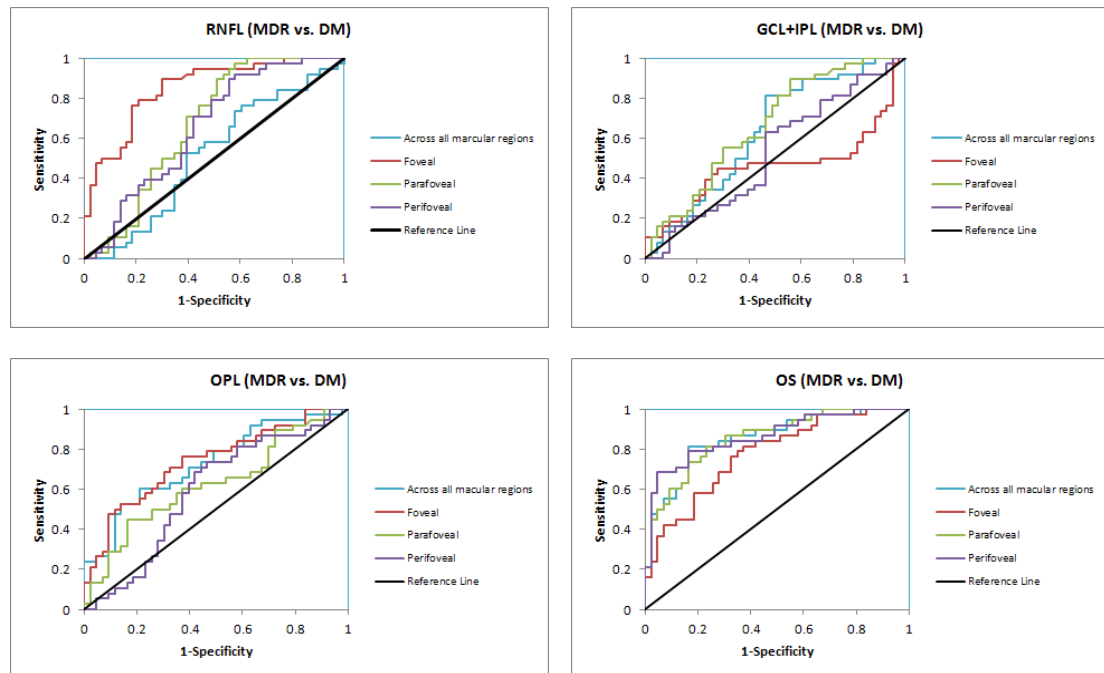 RNFL (MDR vs. DM)
Sensitivity
1
0.8
0.6
0.4
0.2
0
0 0.2 0.4 0.6 0.8 1
1-Specificity
Across all marcular regions
Foveal
Parafoveal
Perifoveal
Reference Line
GCL+IPL (MDR vs. DM)
Sensitivity
1
0.8
0.6
0.4
0.2
0
0 0.2 0.4 0.6 0.8 1
1-Specificity
Across all marcular regions
Foveal
Parafoveal
Perifoveal
Reference Line
OPL (MDR vs. DM)
Sensitivity
1
0.8
0.6
0.4
0.2
0
0 0.2 0.4 0.6 0.8 1
1-Specificity
Across all macular regions
Foveal
Parafoveal
Perifoveal
Reference Line
OS (MDR vs. DM)
Sensitivity
1
0.8
0.6
0.4
0.2
0
0 0.2 0.4 0.6 0.8 1
1-Specificity
Across all macular regions
Foveal
Parafoveal
Perifoveal
Reference Line